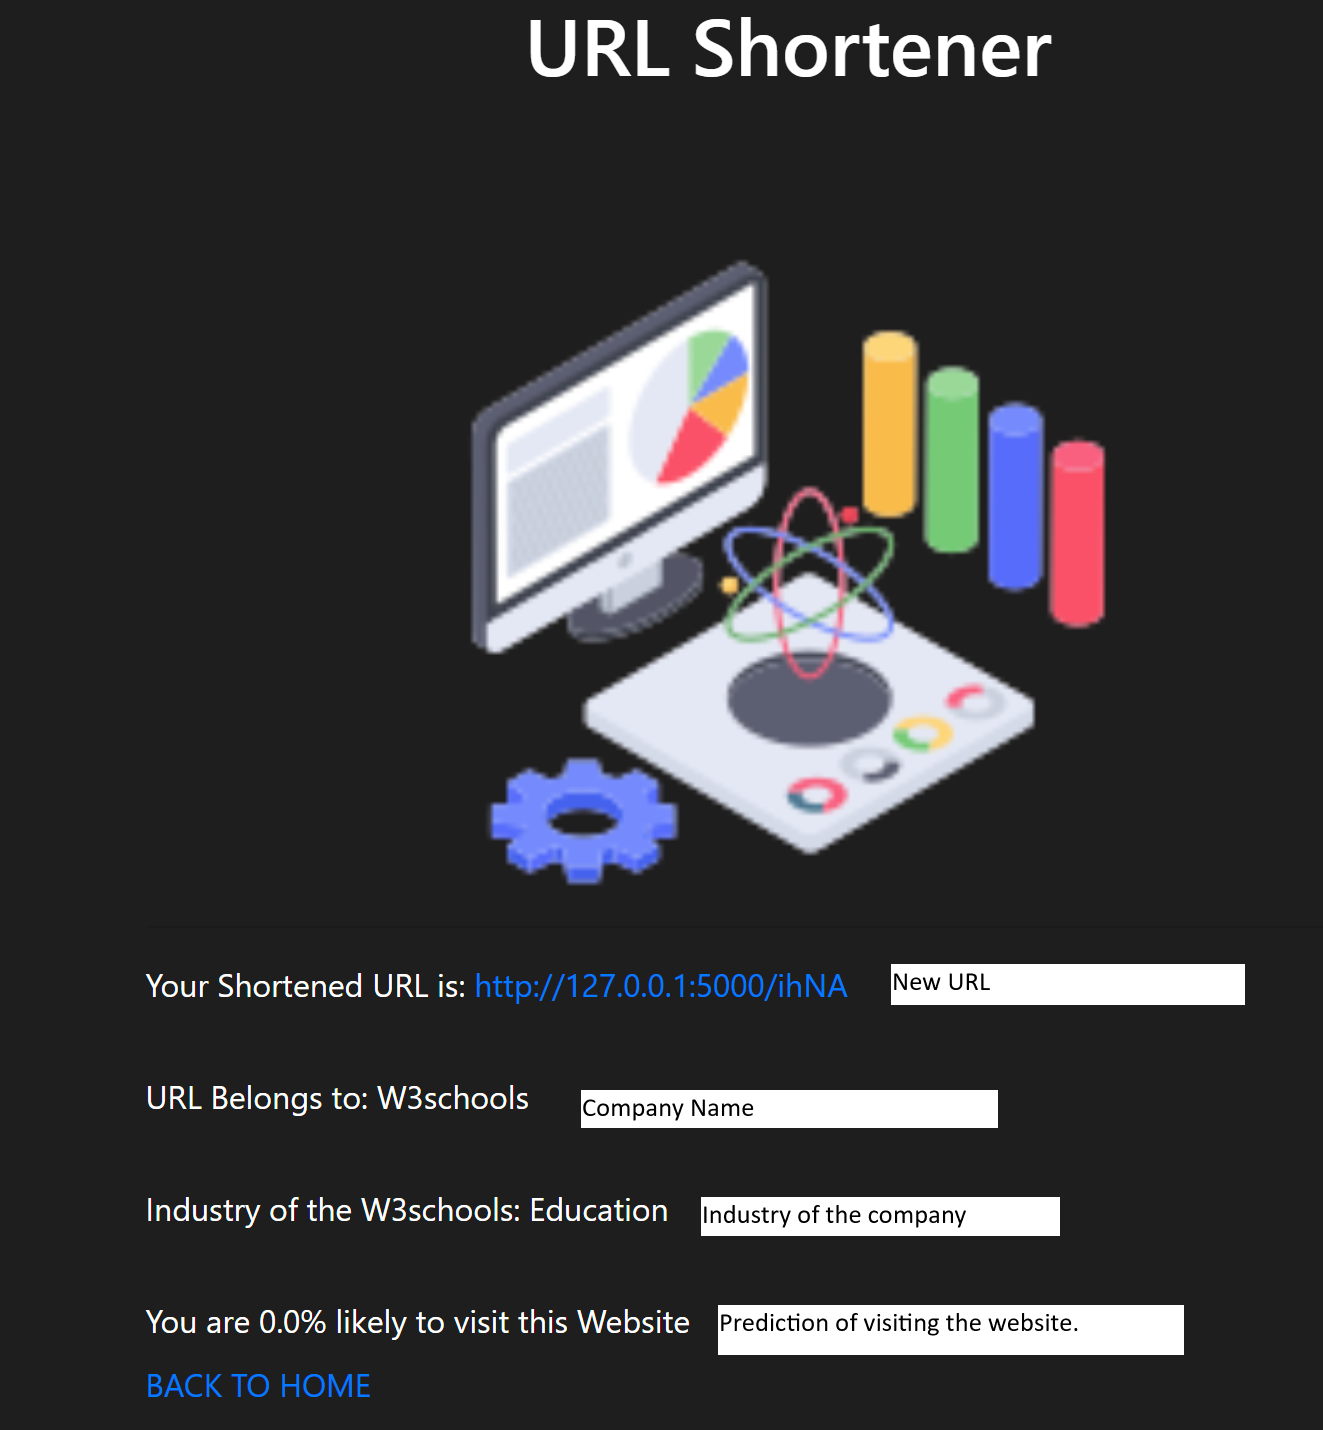 URL Shortener
Your Shortened URL is: http://127.0.0.1:5000/ihNA New URL
URL Belongs to: W3schools Company Name
Industry of the W3schools: Education Industry of the company
You are 0.0% likely to visit this Website Prediction of visiting the website.
BACK TO HOME